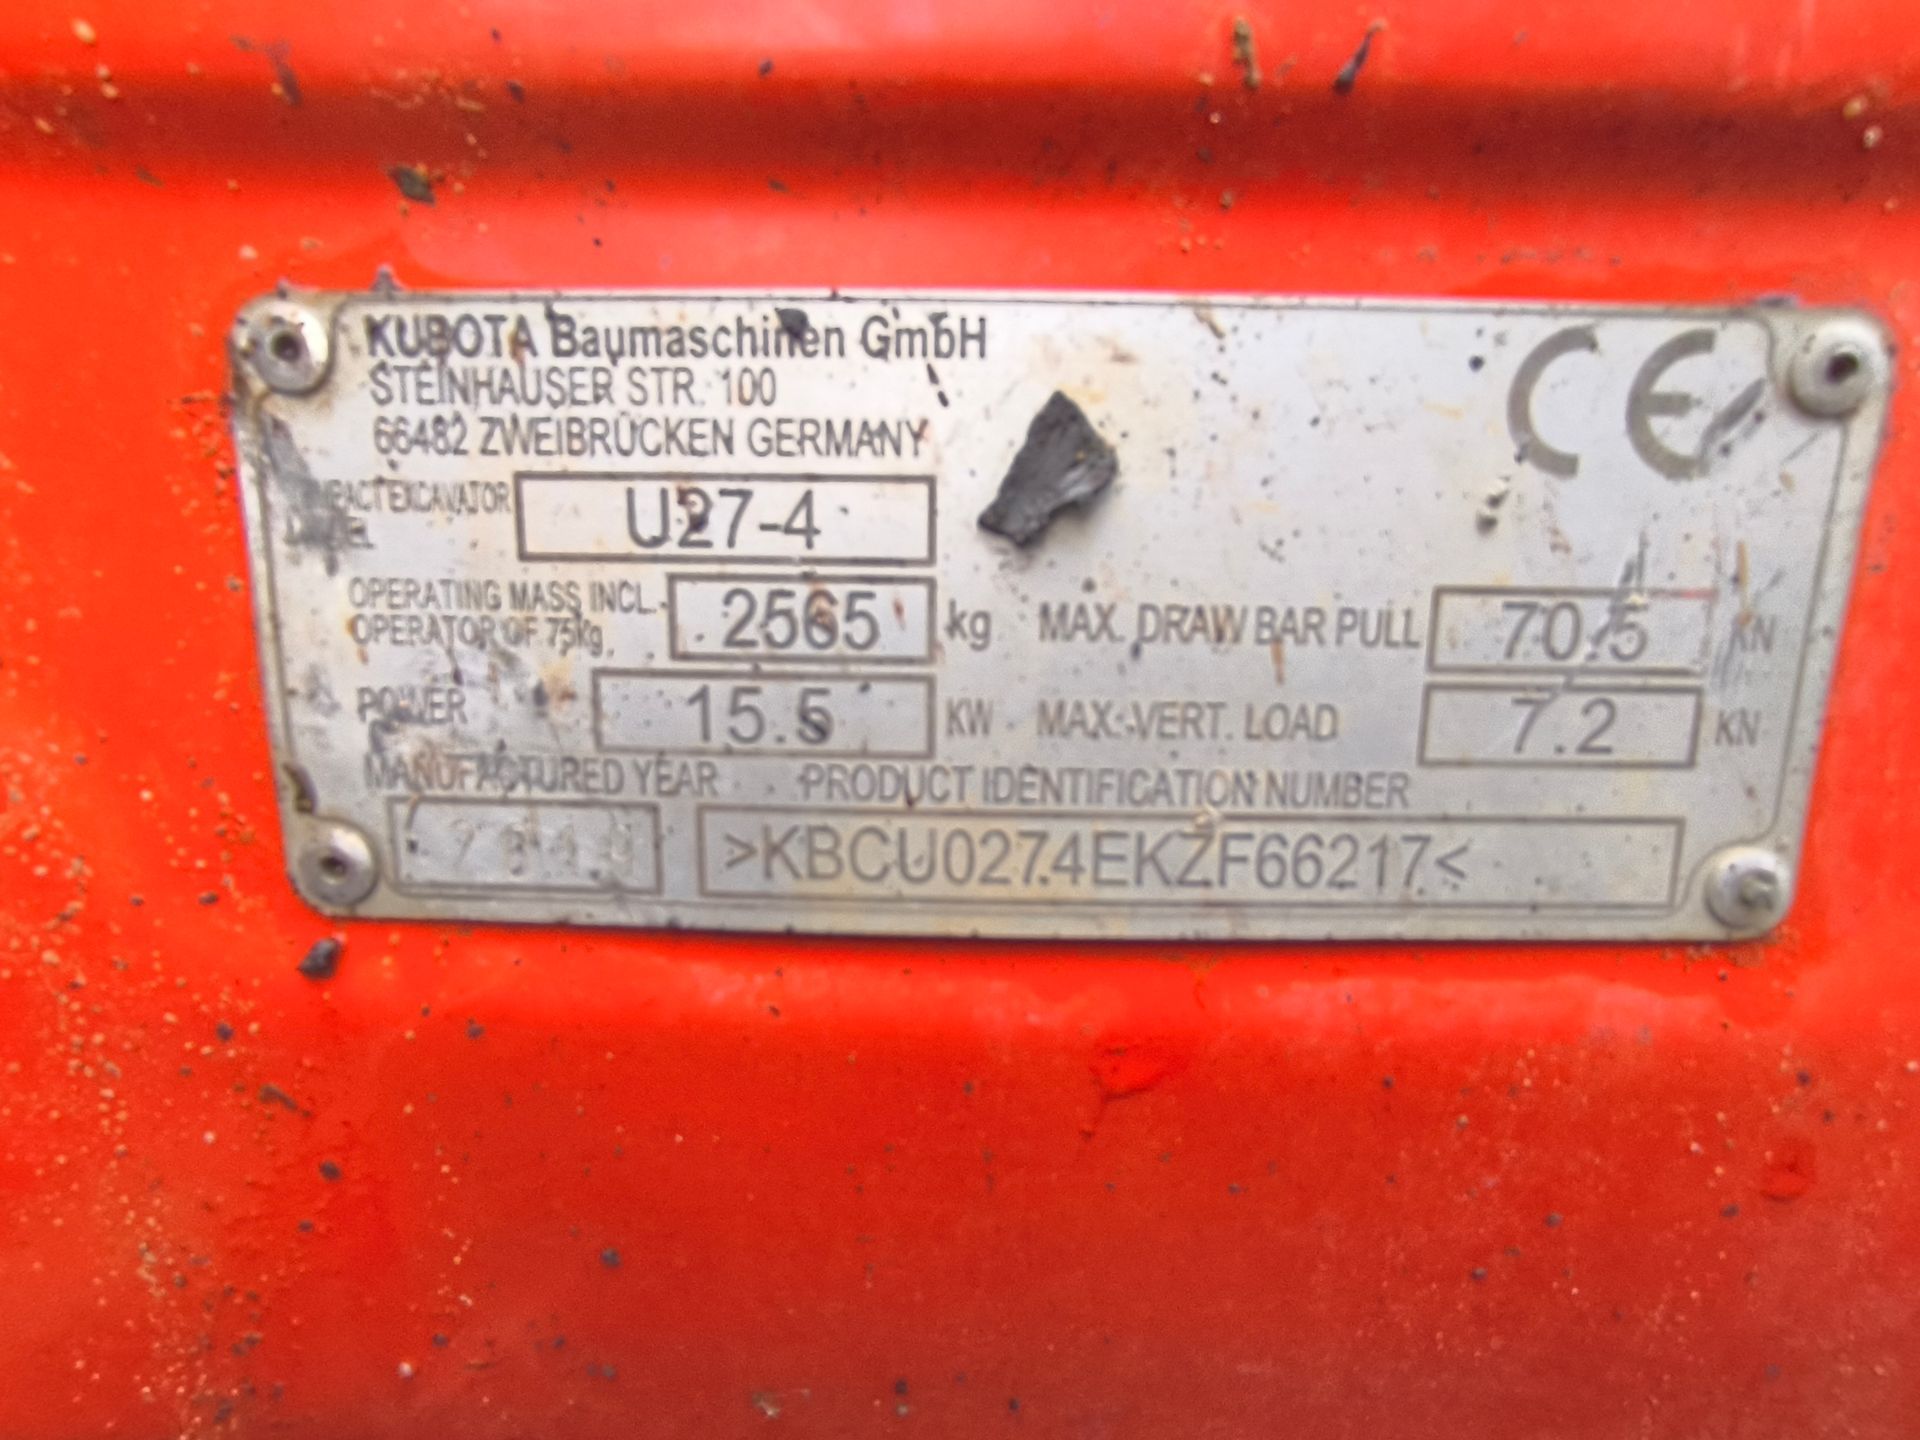 KUBOTA Baumaschinen GmbH
STEINHAUSER STR. 100
66482 ZWEIBRÜCKEN GERMANY
CE
EXCAVATOR U27-4
OPERATING MASS INCL.
OPERATOR OF 75kg. 2565 kg MAX. DRAW BAR PULL 70.5 KN
POWER 15.5 KW MAX. VERT. LOAD 7.2 KN
MANUFACTURED YEAR PRODUCT IDENTIFICATION NUMBER
>KBCU0274EKZF66217<